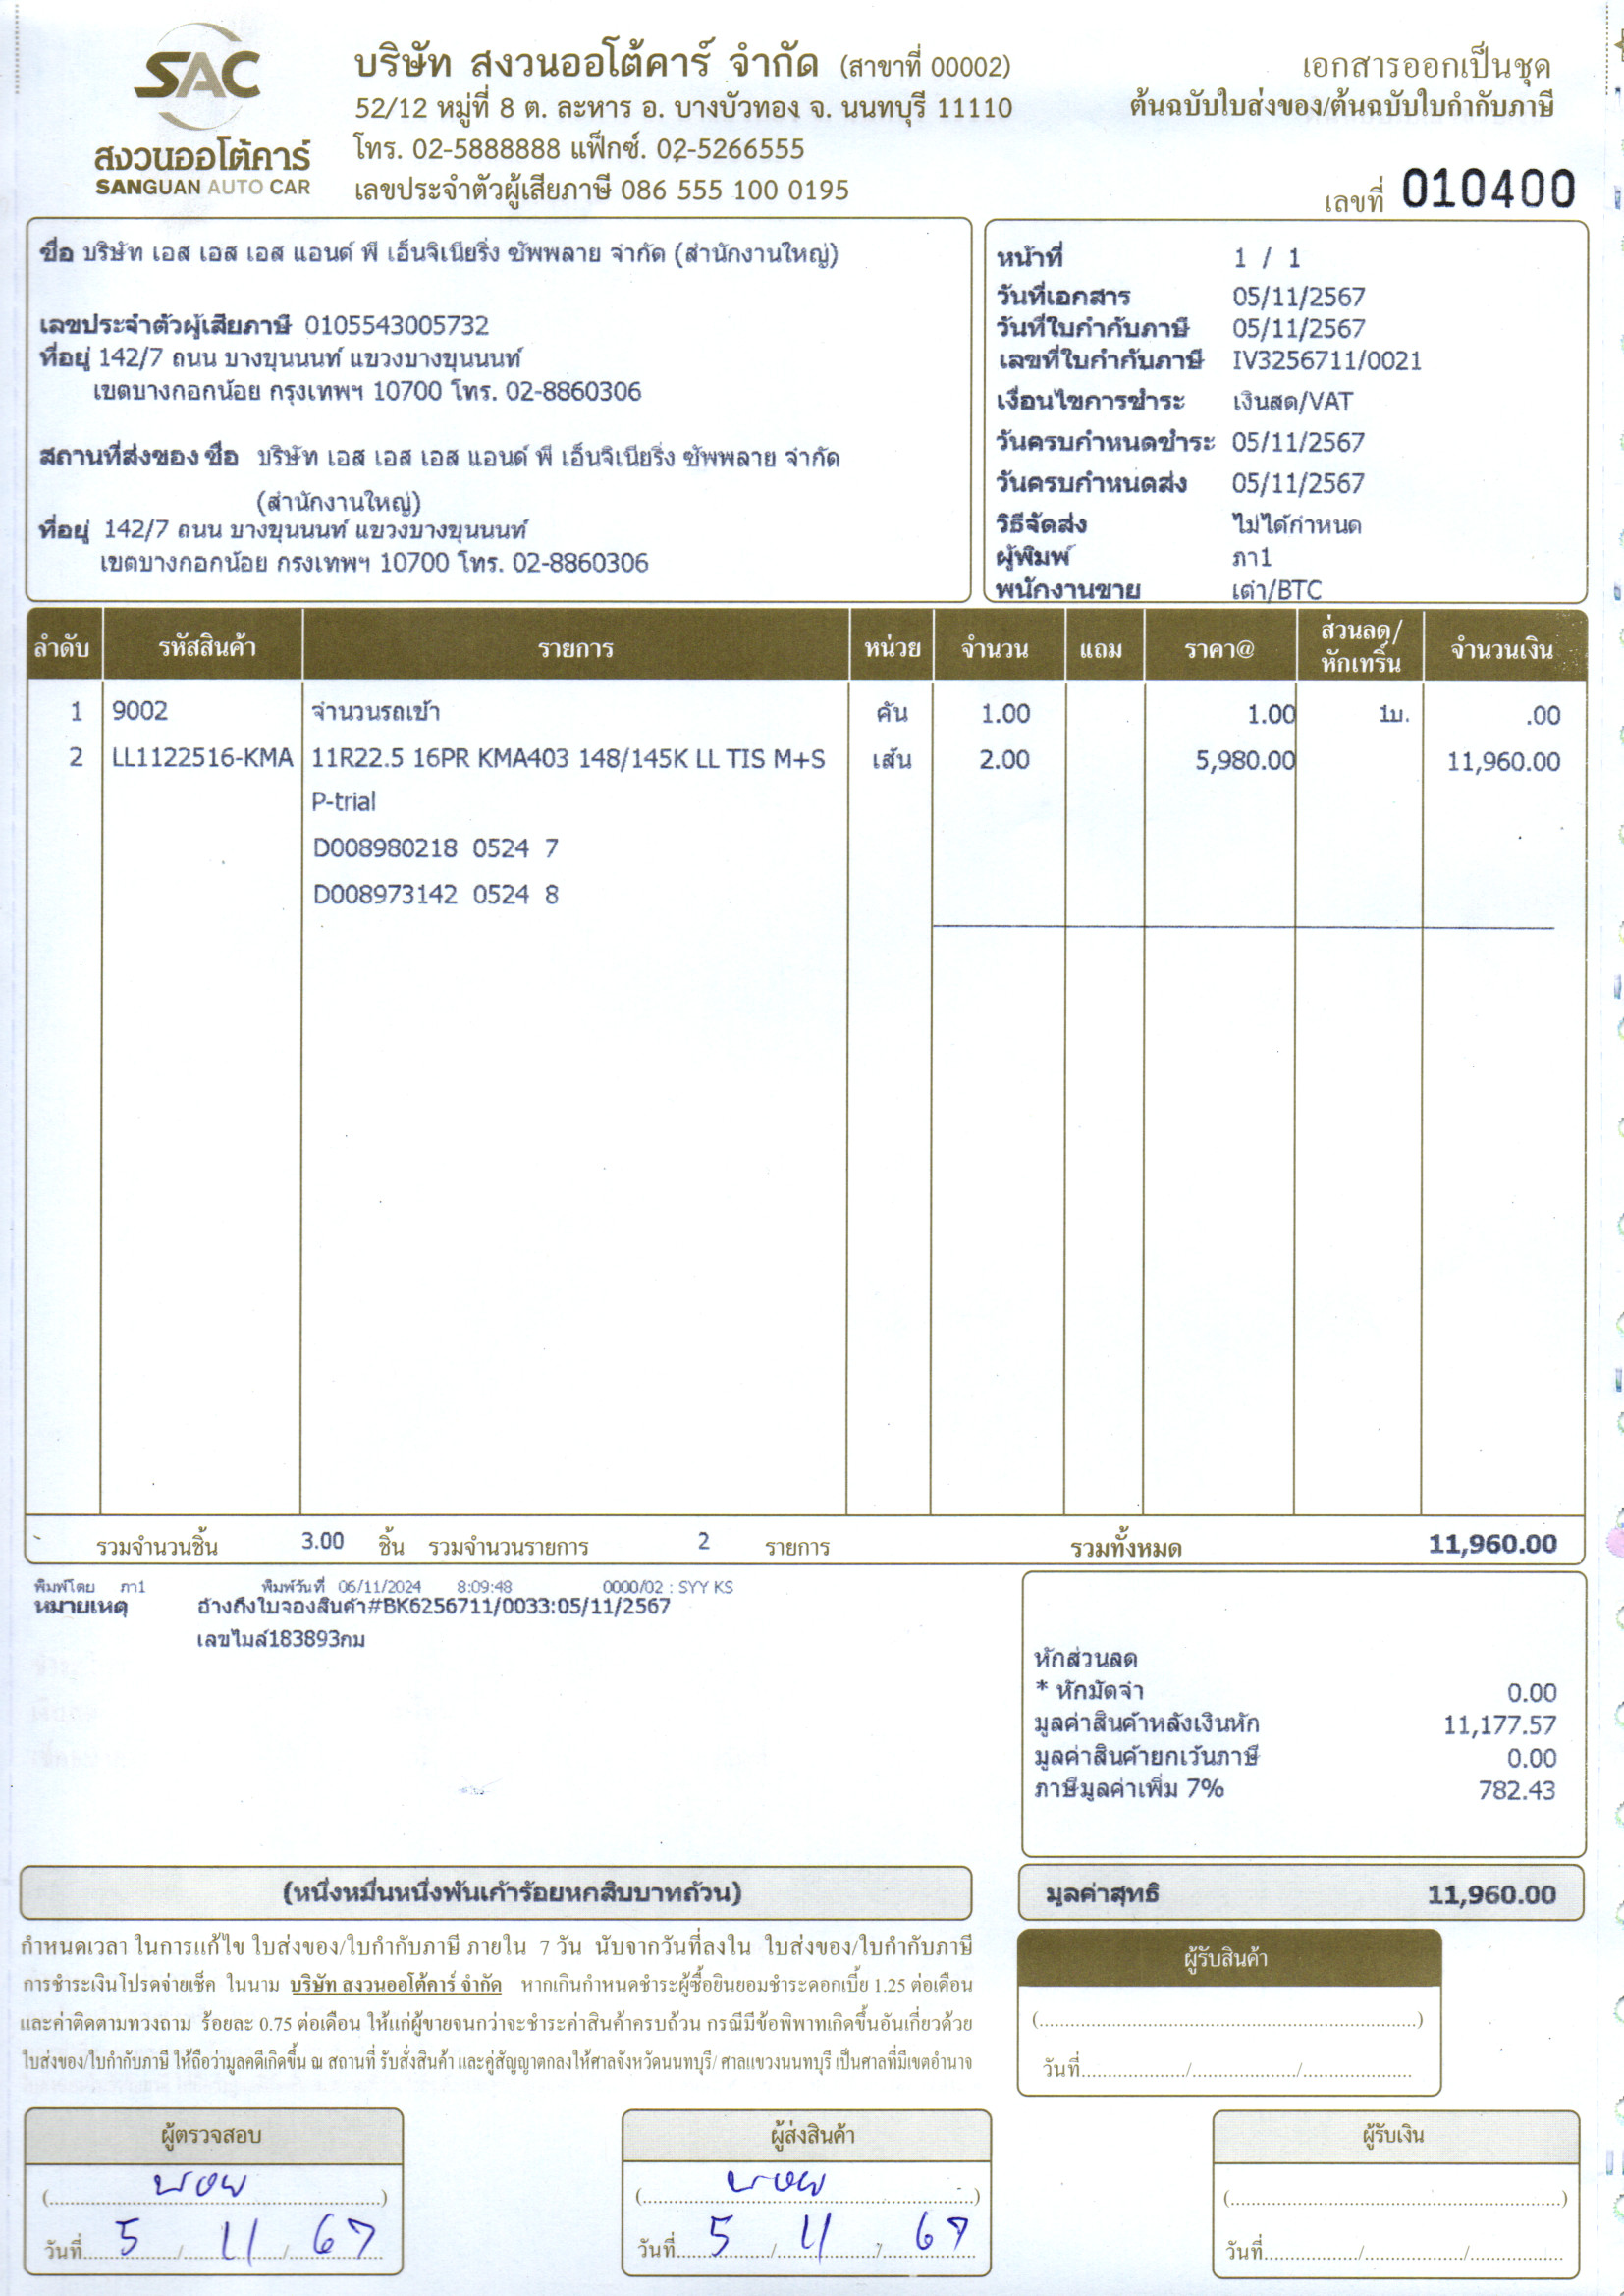 SAC
สงวนออโต้คาร์
SANGUAN AUTO CAR
บริษัท สงวนออโต้คาร์ จำกัด (สาขาที่ 00002)
52/12 หมู่ที่ 8 ต. ละหาร อ. บางบัวทอง จ. นนทบุรี 11110
โทร. 02-5888888 แฟ็กซ์. 02-5266555
เลขประจำตัวผู้เสียภาษี 086 555 100 0195
เอกสารออกเป็นชุด
ต้นฉบับใบส่งของ/ต้นฉบับใบกำกับภาษี
เลขที่ 010400
ชื่อ บริษัท เอส เอส เอส แอนด์ พี เอ็นจิเนียริ่ง ซัพพลาย จำกัด (สำนักงานใหญ่)
เลขประจำตัวผู้เสียภาษี 0105543005732
ที่อยู่ 142/7 ถนน บางขุนนนท์ แขวงบางขุนนนท์
เขตบางกอกน้อย กรุงเทพฯ 10700 โทร. 02-8860306
สถานที่ส่งของ ชื่อ บริษัท เอส เอส เอส แอนด์ พี เอ็นจิเนียริ่ง ซัพพลาย จำกัด
(สำนักงานใหญ่)
ที่อยู่ 142/7 ถนน บางขุนนนท์ แขวงบางขุนนนท์
เขตบางกอกน้อย กรุงเทพฯ 10700 โทร. 02-8860306
หน้าที่ 1 / 1
วันที่เอกสาร 05/11/2567
วันที่ใบกำกับภาษี 05/11/2567
เลขที่ใบกำกับภาษี IV3256711/0021
เงื่อนไขการชำระ เงินสด/VAT
วันครบกำหนดชำระ 05/11/2567
วันครบกำหนดส่ง 05/11/2567
วิธีจัดส่ง ไม่ได้กำหนด
ผู้พิมพ์ ภา1
พนักงานขาย เต๋า/BTC
ลำดับ รหัสสินค้า รายการ หน่วย จำนวน แถม ราคา@ ส่วนลด/หักเทริ์น จำนวนเงิน
1 9002 จำนวนรถเข้า คัน 1.00 1.00 1บ. .00
2 LL1122516-KMA 11R22.5 16PR KMA403 148/145K LL TIS M+S เส้น 2.00 5,980.00 11,960.00
P-trial
D008980218 0524 7
D008973142 0524 8
รวมจำนวนชิ้น 3.00 ชิ้น รวมจำนวนรายการ 2 รายการ รวมทั้งหมด 11,960.00
พิมพ์โดย ภา1 พิมพ์วันที่ 06/11/2024 8:09:48 0000/02 : SYY KS
หมายเหตุ อ้างถึงใบจองสินค้า#BK6256711/0033:05/11/2567
เลขไมล์183893กม
หักส่วนลด
* หักมัดจำ 0.00
มูลค่าสินค้าหลังเงินหัก 11,177.57
มูลค่าสินค้ายกเว้นภาษี 0.00
ภาษีมูลค่าเพิ่ม 7% 782.43
(หนึ่งหมื่นหนึ่งพันเก้าร้อยหกสิบบาทถ้วน)
มูลค่าสุทธิ 11,960.00
กำหนดเวลา ในการแก้ไข ใบส่งของ/ใบกำกับภาษี ภายใน 7 วัน นับจากวันที่ลงใน ใบส่งของ/ใบกำกับภาษี
การชำระเงินโปรดจ่ายเช็ค ในนาม บริษัท สงวนออโต้คาร์ จำกัด หากเกินกำหนดชำระผู้ซื้อยินยอมชำระดอกเบี้ย 1.25 ต่อเดือน
และค่าติดตามทวงถาม ร้อยละ 0.75 ต่อเดือน ให้แก่ผู้ขายจนกว่าจะชำระค่าสินค้าครบถ้วน กรณีมีข้อพิพาทเกิดขึ้นอันเกี่ยวด้วย
ใบส่งของ/ใบกำกับภาษี ให้ถือว่ามูลคดีเกิดขึ้น ณ สถานที่ รับสั่งสินค้า และคู่สัญญาตกลงให้ศาลจังหวัดนนทบุรี/ ศาลแขวงนนทบุรี เป็นศาลที่มีเขตอำนาจ
ผู้รับสินค้า
(....................)
วันที่........../........../..........
ผู้ตรวจสอบ
วันที่ 5 / 11 / 67
ผู้ส่งสินค้า
วันที่ 5 / 11 / 67
ผู้รับเงิน
(....................)
วันที่........../........../..........